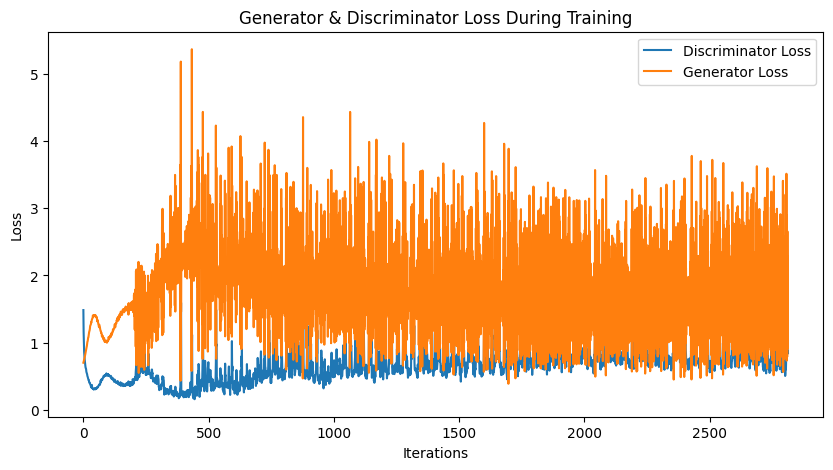 Generator & Discriminator Loss During Training
Discriminator Loss
Generator Loss
Loss
5
4
3
2
1
0
0 500 1000 1500 2000 2500
Iterations